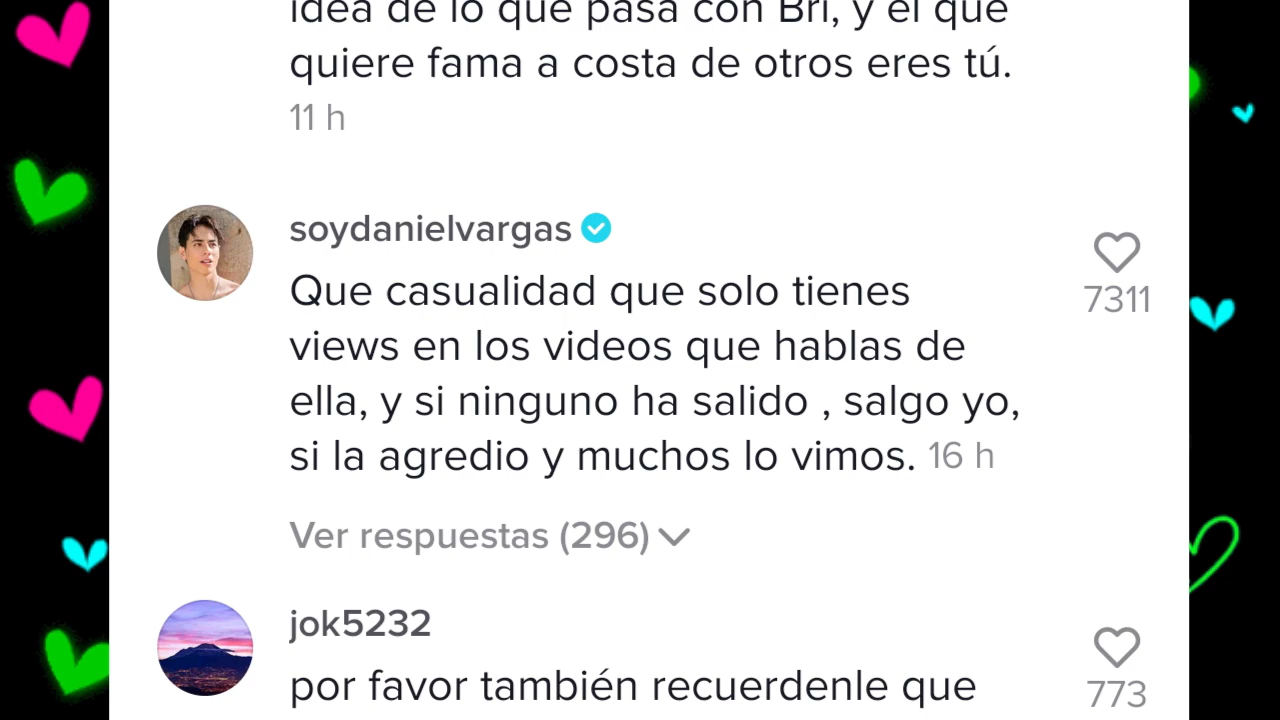 idea de lo que pasa con Bri, y el que
quiere fama a costa de otros eres tú.
11 h
soydanielvargas
Que casualidad que solo tienes
views en los videos que hablas de
ella, y si ninguno ha salido , salgo yo,
si la agredio y muchos lo vimos. 16 h
7311
Ver respuestas (296)
jok5232
por favor también recuerdenle que
773